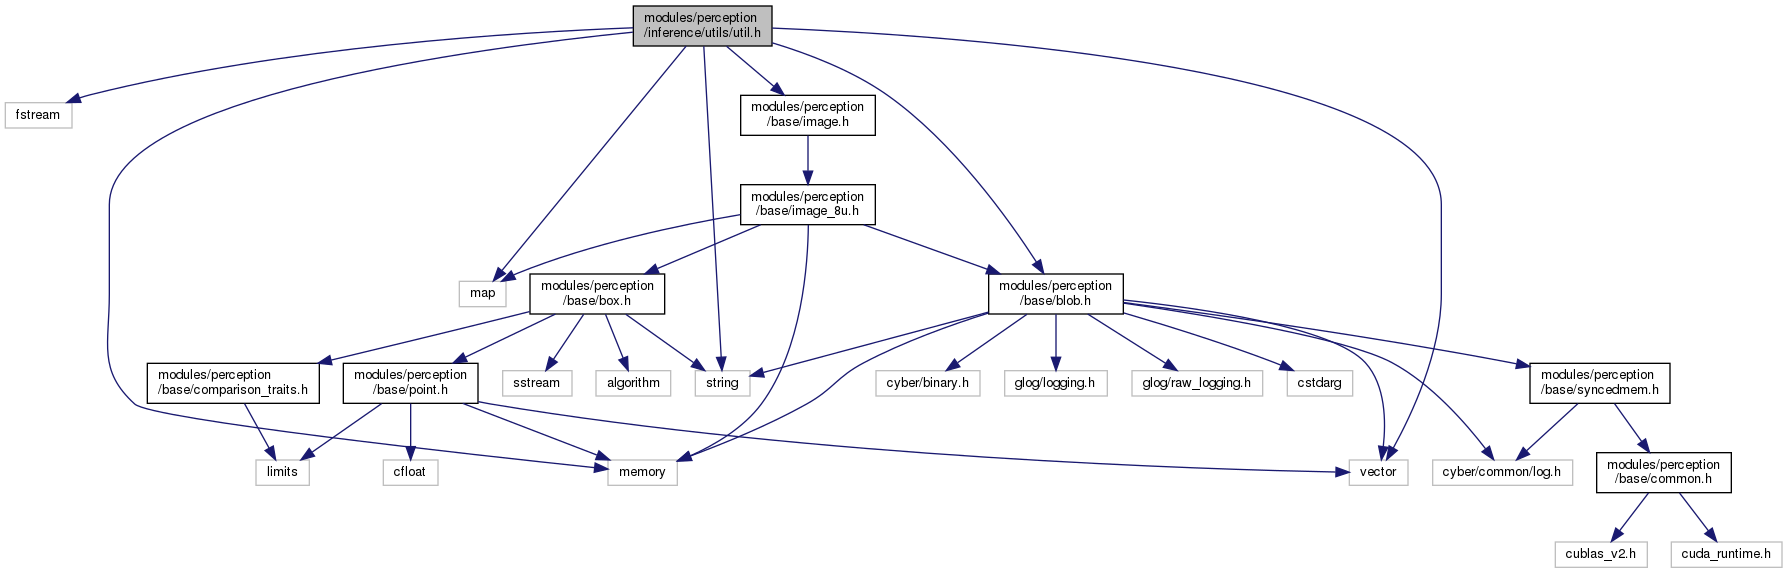 modules/perception
/inference/utils/util.h
fstream
modules/perception
/base/image.h
modules/perception
/base/image_8u.h
map
modules/perception
/base/box.h
modules/perception
/base/blob.h
modules/perception
/base/comparison_traits.h
modules/perception
/base/point.h
sstream
algorithm
string
cyber/binary.h
glog/logging.h
glog/raw_logging.h
cstdarg
modules/perception
/base/syncedmem.h
limits
cfloat
memory
vector
cyber/common/log.h
modules/perception
/base/common.h
cublas_v2.h
cuda_runtime.h